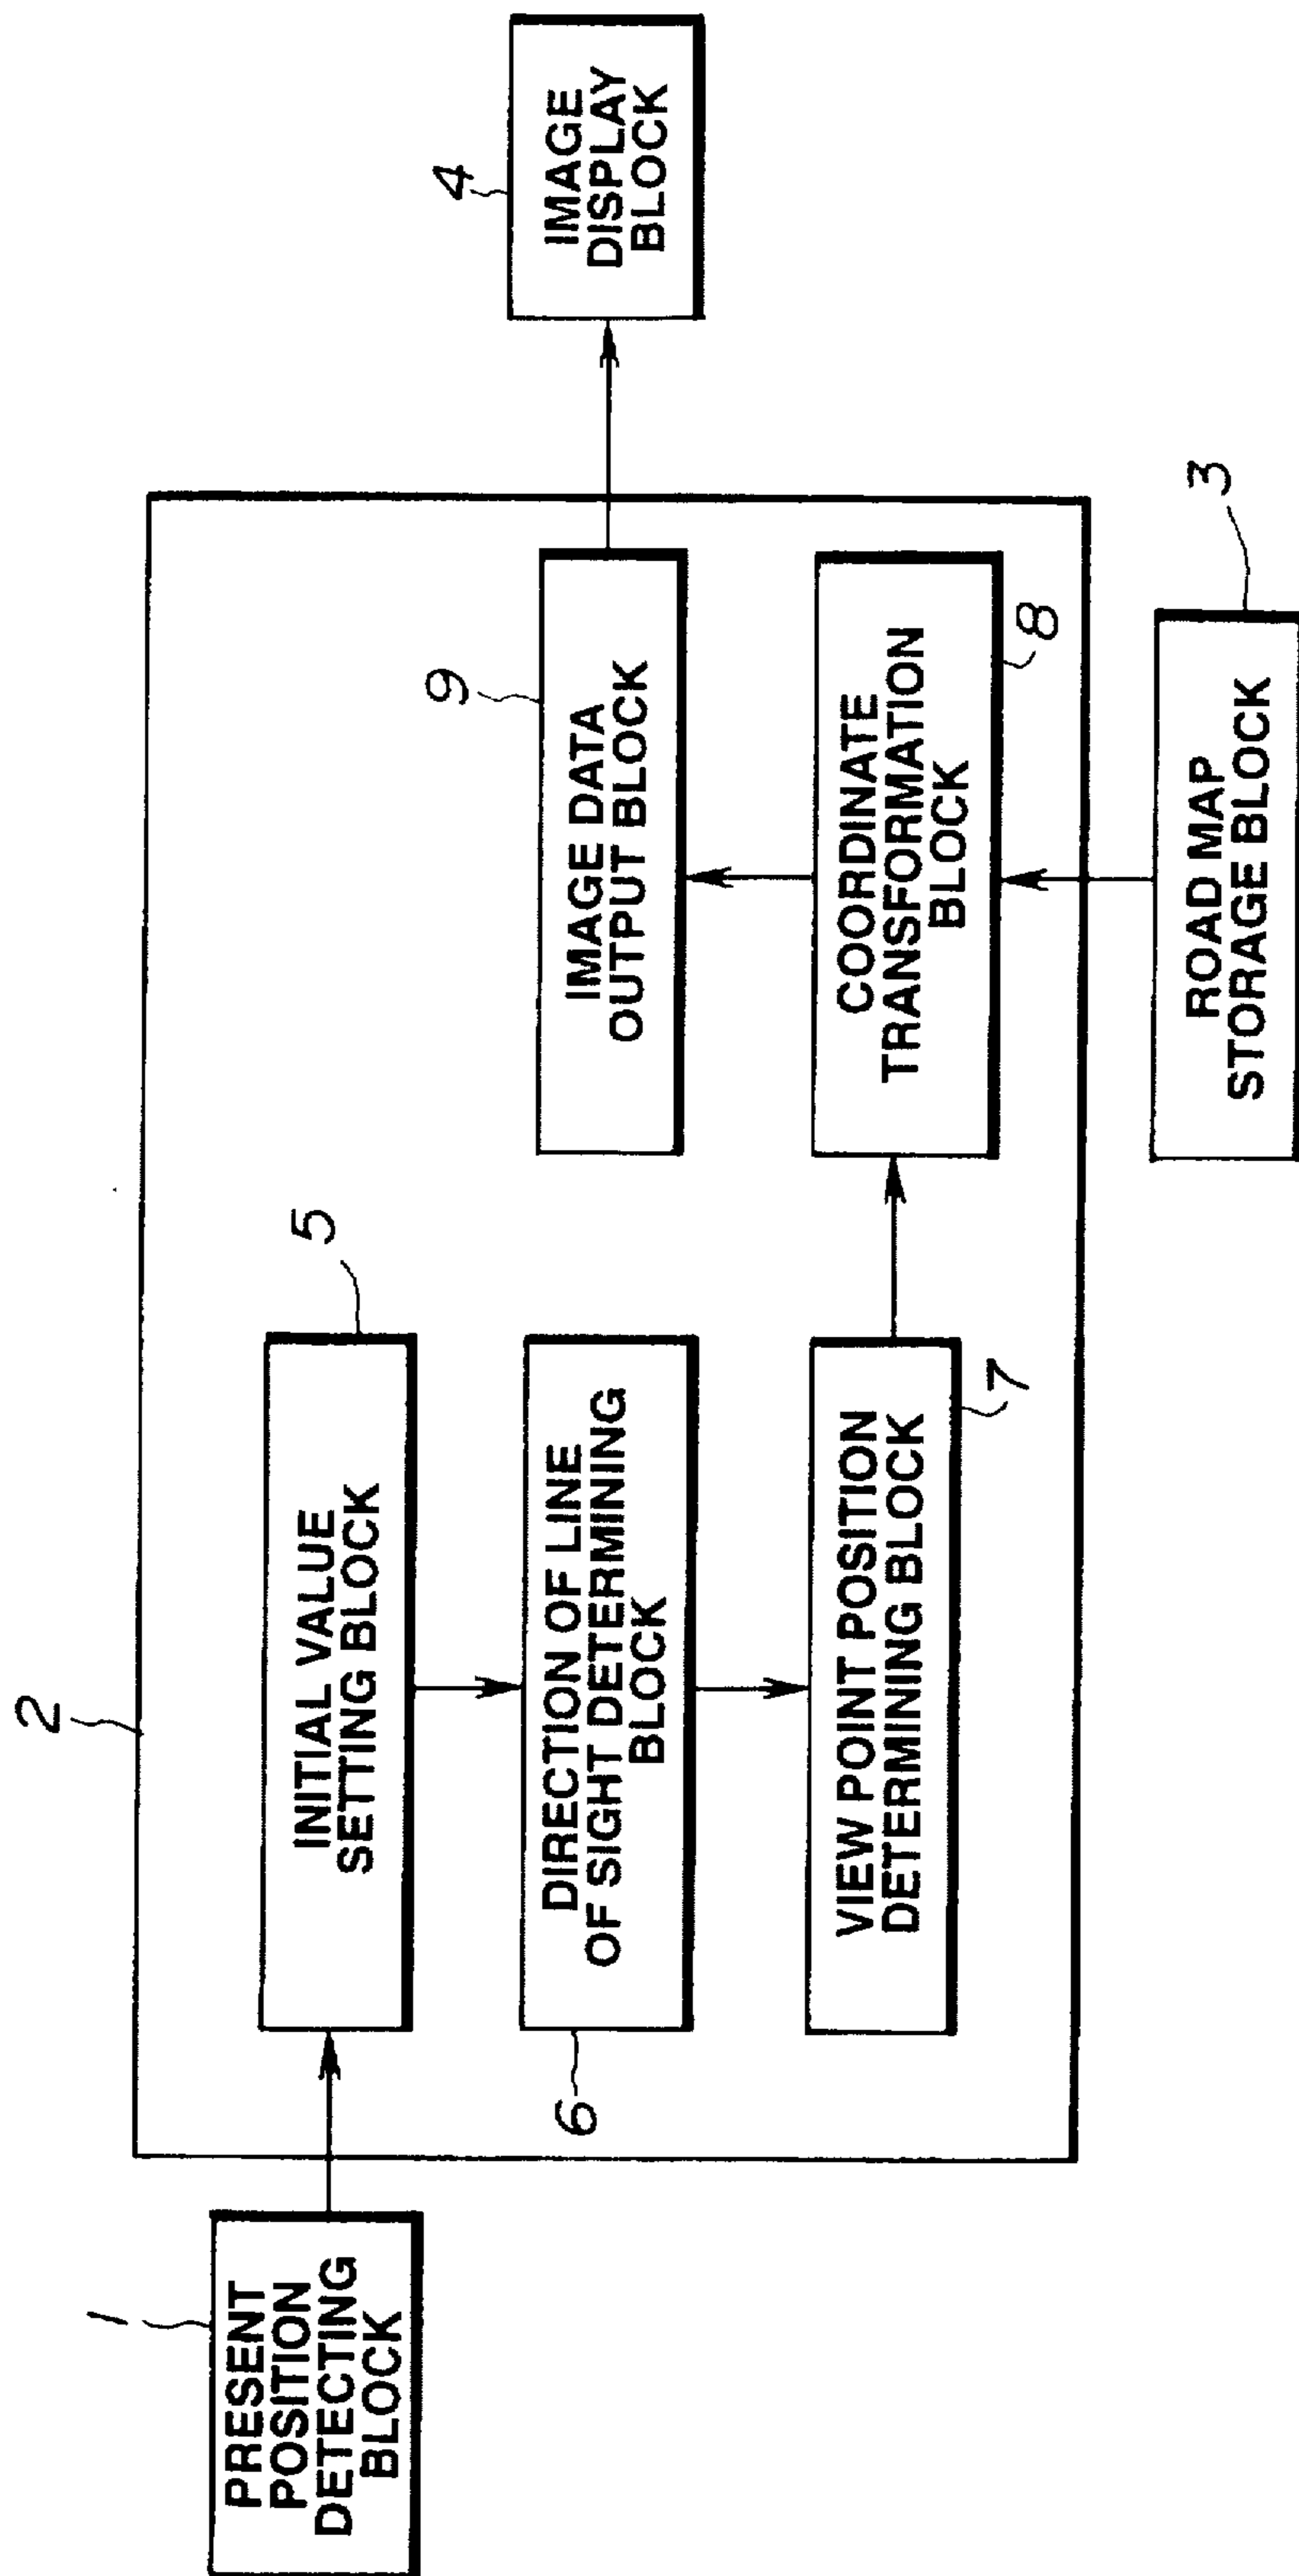 1
PRESENT
POSITION
DETECTING
BLOCK
2
INITIAL VALUE
SETTING BLOCK
5
DIRECTION OF LINE
OF SIGHT DETERMINING
BLOCK
6
VIEW POINT POSITION
DETERMINING BLOCK
7
9
IMAGE DATA
OUTPUT BLOCK
COORDINATE
TRANSFORMATION
BLOCK
8
ROAD MAP
STORAGE BLOCK
3
4
IMAGE
DISPLAY
BLOCK